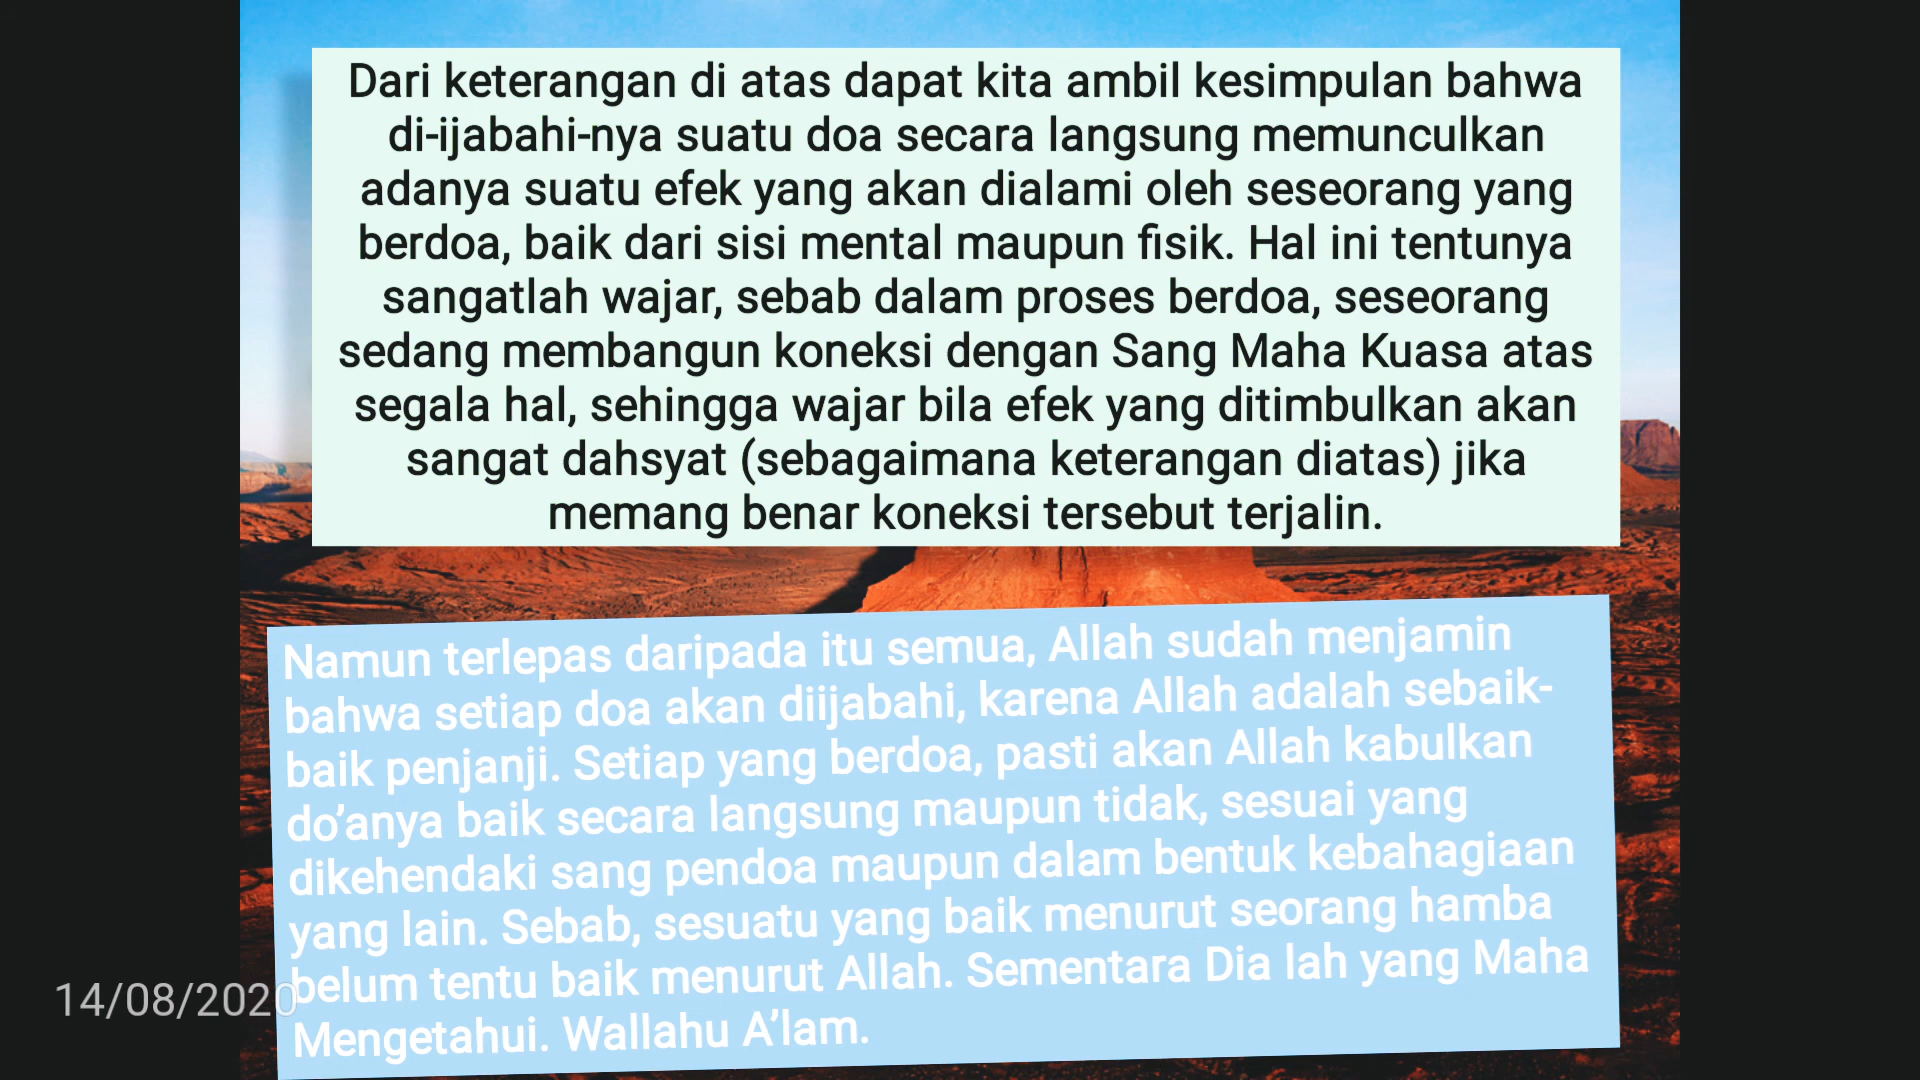 Dari keterangan di atas dapat kita ambil kesimpulan bahwa
di-ijabahi-nya suatu doa secara langsung memunculkan
adanya suatu efek yang akan dialami oleh seseorang yang
berdoa, baik dari sisi mental maupun fisik. Hal ini tentunya
sangatlah wajar, sebab dalam proses berdoa, seseorang
sedang membangun koneksi dengan Sang Maha Kuasa atas
segala hal, sehingga wajar bila efek yang ditimbulkan akan
sangat dahsyat (sebagaimana keterangan diatas) jika
memang benar koneksi tersebut terjalin.
Namun terlepas daripada itu semua, Allah sudah menjamin
bahwa setiap doa akan diijabahi, karena Allah adalah sebaik-
baik penjanji. Setiap yang berdoa, pasti akan Allah kabulkan
do’anya baik secara langsung maupun tidak, sesuai yang
dikehendaki sang pendoa maupun dalam bentuk kebahagiaan
yang lain. Sebab, sesuatu yang baik menurut seorang hamba
belum tentu baik menurut Allah. Sementara Dia lah yang Maha
Mengetahui. Wallahu A’lam.
14/08/2020